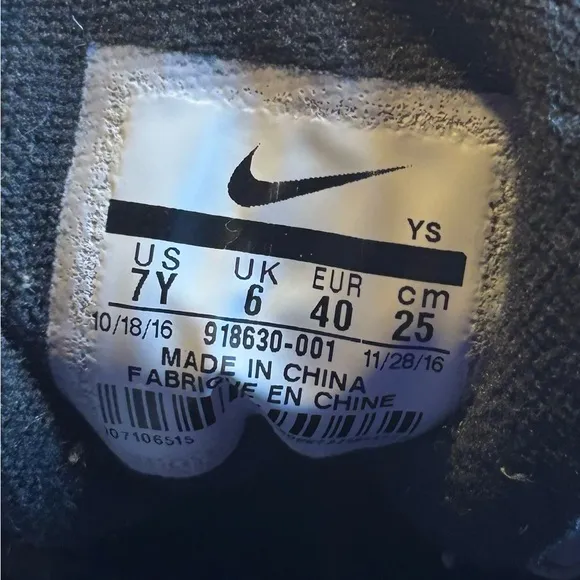 YS
US UK EUR cm
7Y 6 40 25
10/18/16 918630-001 11/28/16
MADE IN CHINA
FABRIQUE EN CHINE